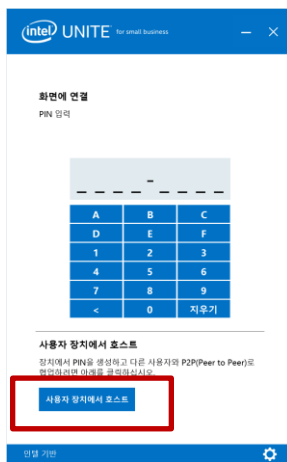 intel UNITE for small business
화면에 연결
PIN 입력
_ _ _ _ - _ _ _ _
A B C
D E F
1 2 3
4 5 6
7 8 9
< 0 지우기
사용자 장치에서 호스트
장치에서 PIN을 생성하고 다른 사용자와 P2P(Peer to Peer)로
협업하려면 아래를 클릭하십시오.
사용자 장치에서 호스트
인텔 기반